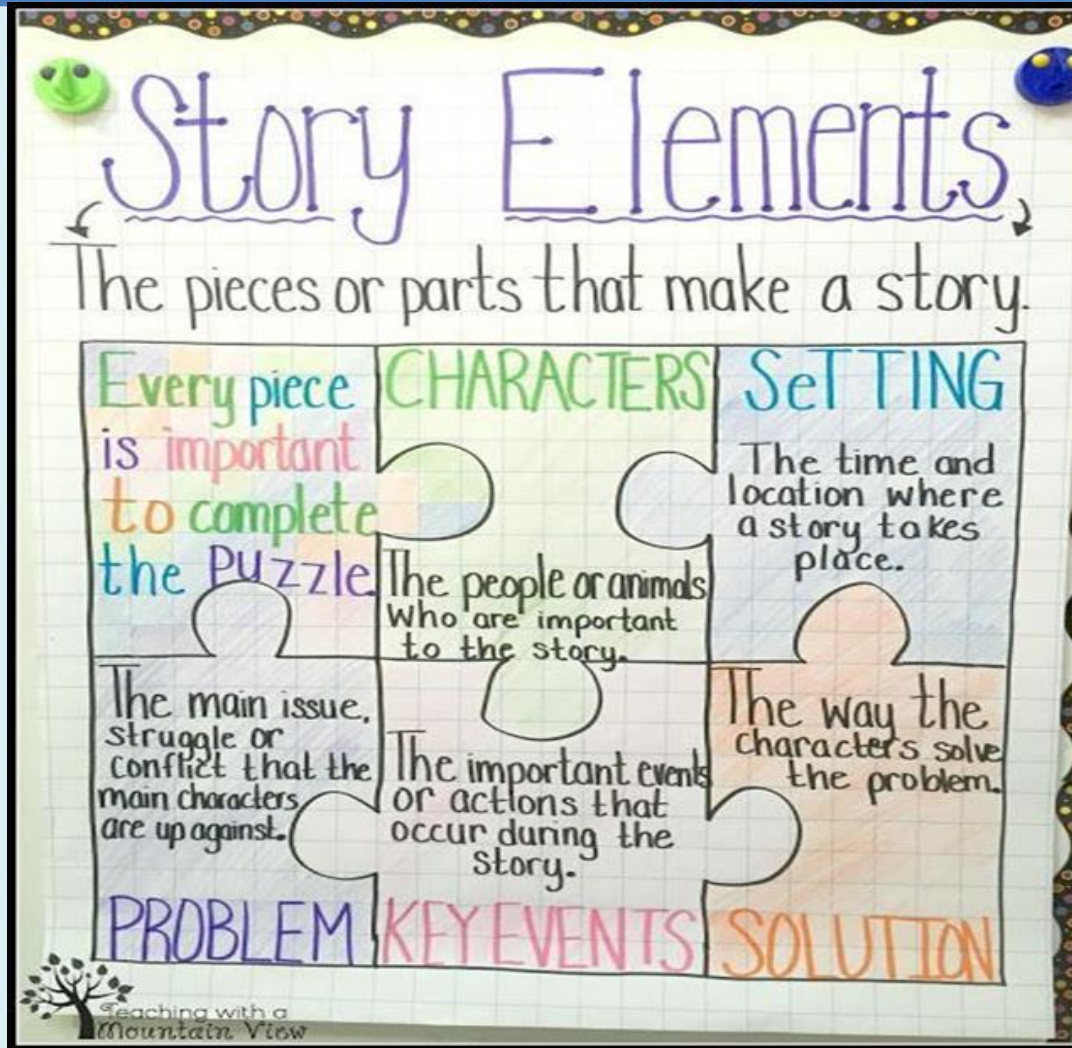 Story Elements
The pieces or parts that make a story.
Every piece
is important
to complete
the PUZZLE.
CHARACTERS
The people or animals
Who are important
to the story.
SeTTING
The time and
location where
a story takes
place.
The main issue,
struggle or
conflict that the
main characters
are up against.
PROBLEM
The important events
or actions that
occur during the
story.
KEY EVENTS
The way the
characters solve
the problem.
SOLUTION
Teaching with a
Mountain View